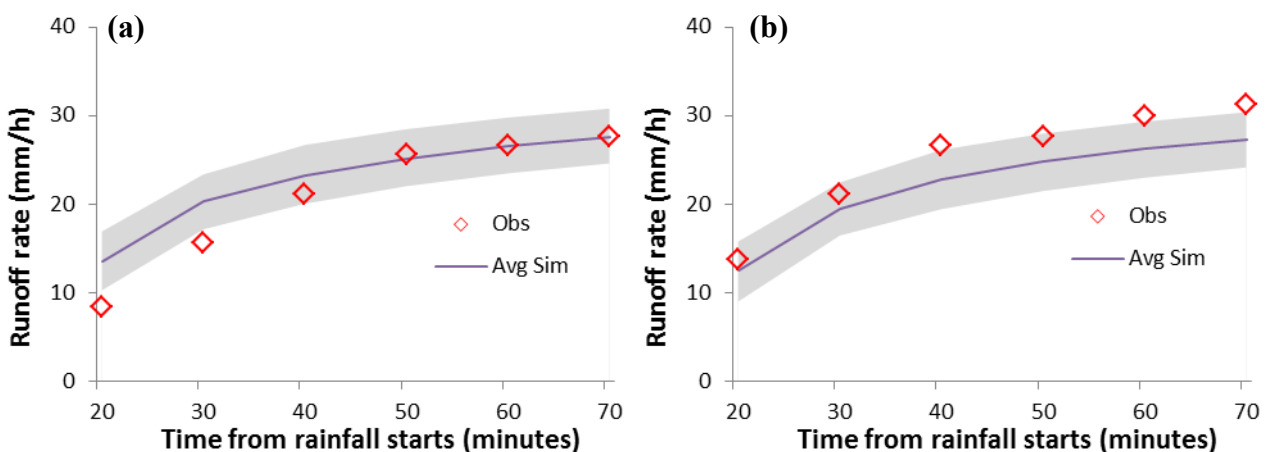 (a)
Runoff rate (mm/h)
40
30
20
10
0
Obs
Avg Sim
20 30 40 50 60 70
Time from rainfall starts (minutes)
(b)
Runoff rate (mm/h)
40
30
20
10
0
Obs
Avg Sim
20 30 40 50 60 70
Time from rainfall starts (minutes)